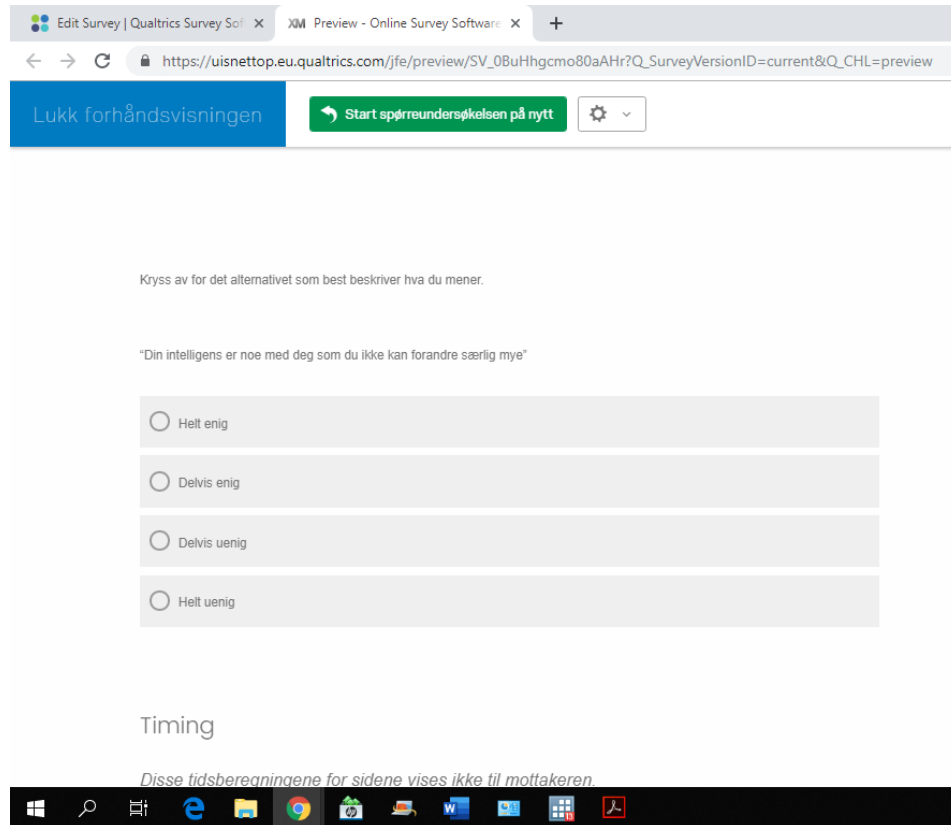 Edit Survey | Qualtrics Survey Sof
XM Preview - Online Survey Software
https://uisnettop.eu.qualtrics.com/jfe/preview/SV_0BuHhgcmo80aAHr?Q_SurveyVersionID=current&Q_CHL=preview
Lukk forhåndsvisningen
Start spørreundersøkelsen på nytt
Kryss av for det alternativet som best beskriver hva du mener.
“Din intelligens er noe med deg som du ikke kan forandre særlig mye”
Helt enig
Delvis enig
Delvis uenig
Helt uenig
Timing
Disse tidsberegningene for sidene vises ikke til mottakeren.